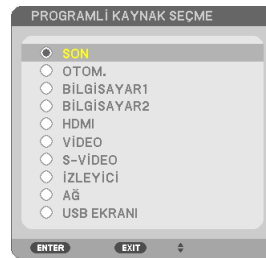 PROGRAMLİ KAYNAK SEÇME
SON
OTOM.
BİLGİSAYAR1
BİLGİSAYAR2
HDMI
VİDEO
S-VİDEO
İZLEYİCİ
AĞ
USB EKRANI
ENTER EXIT